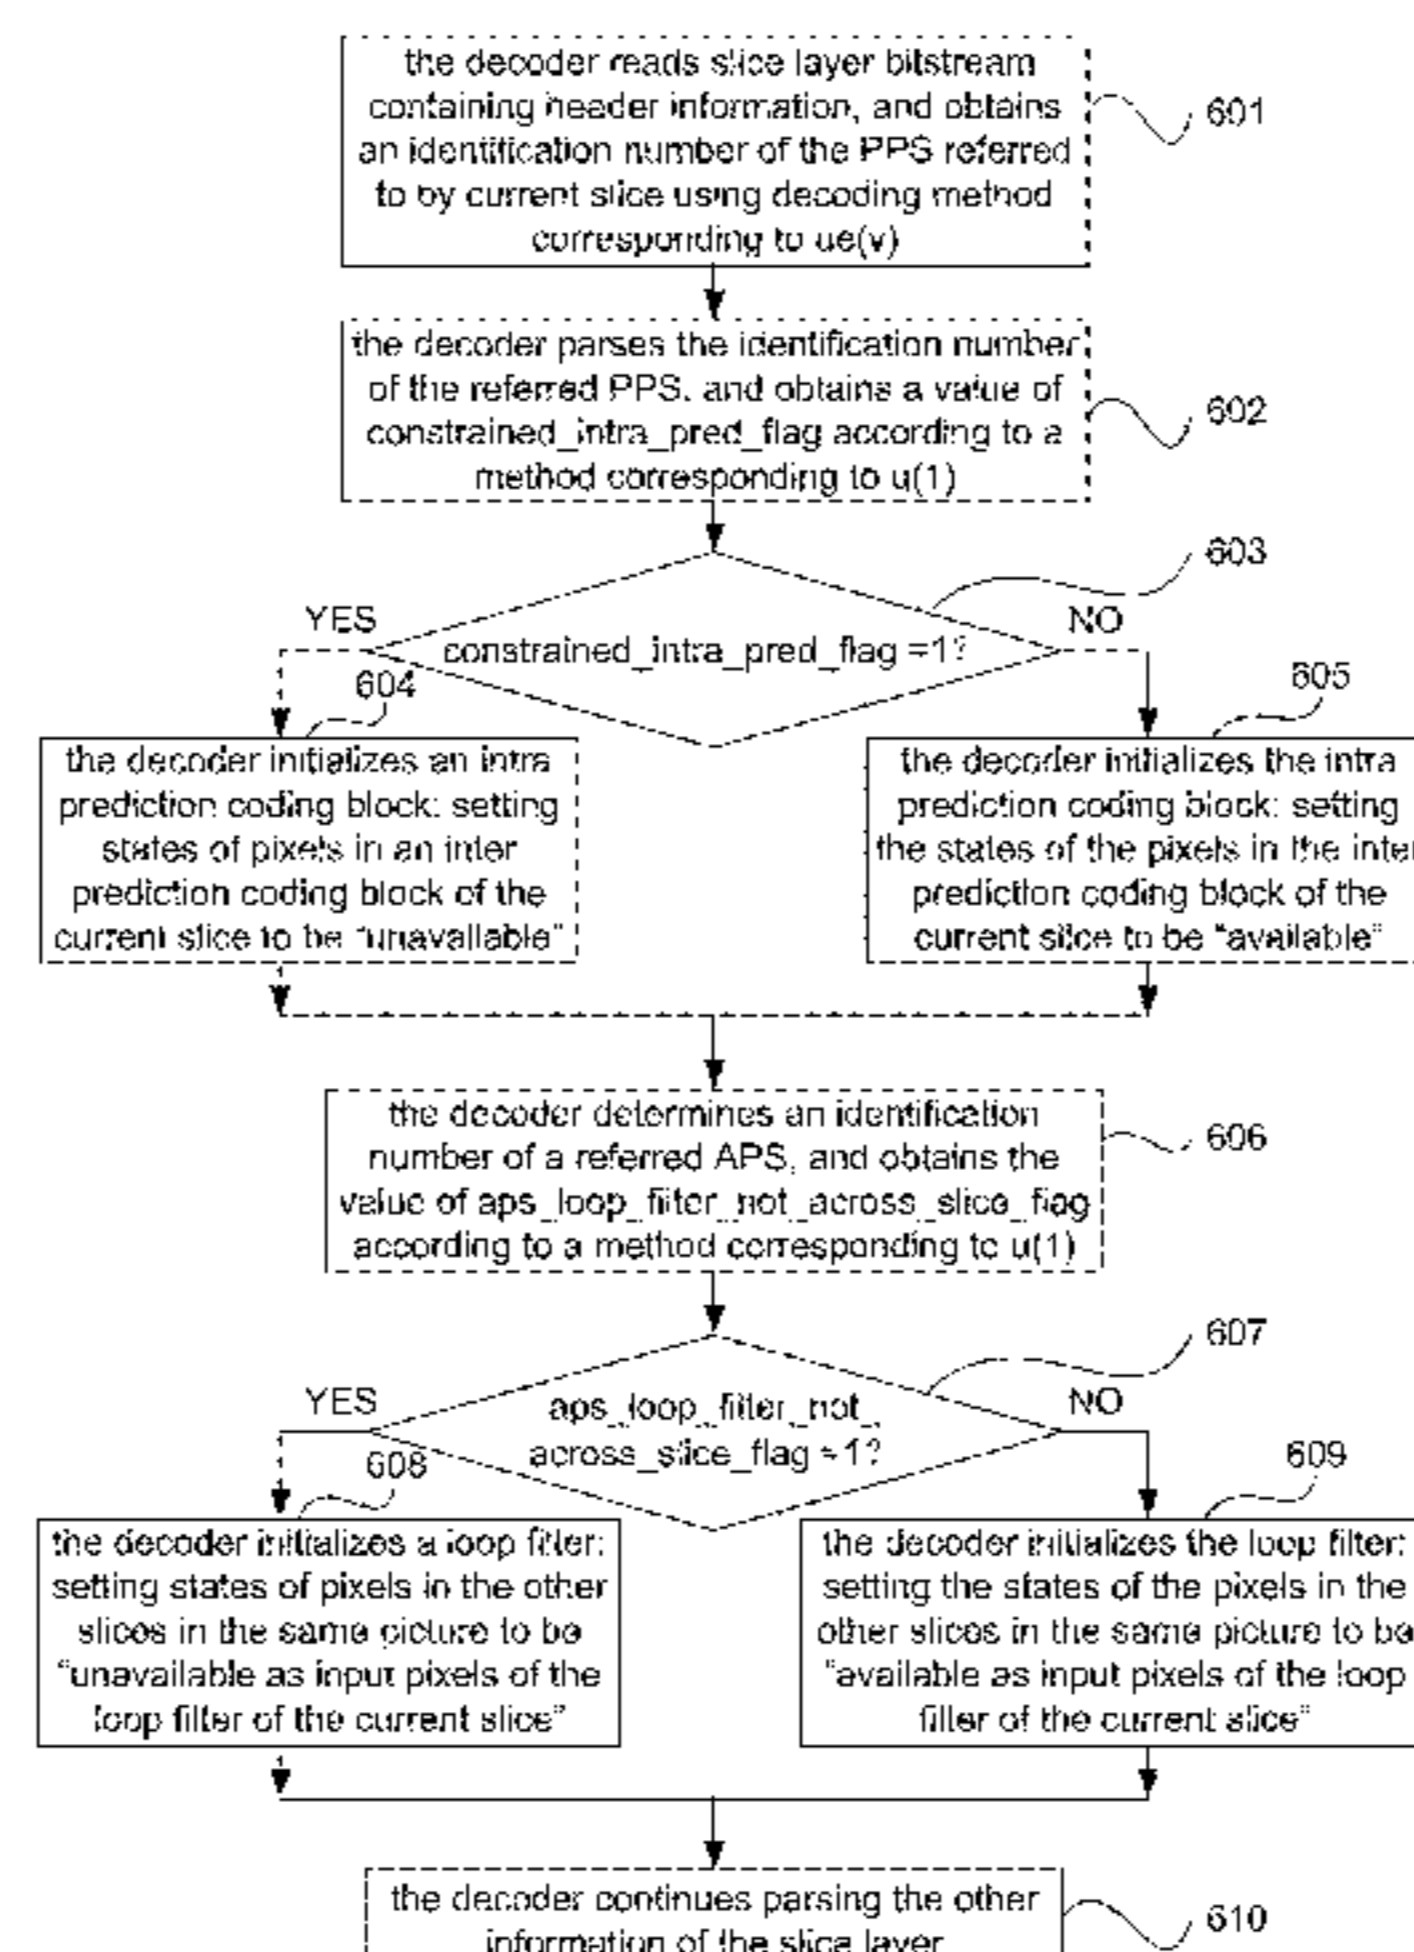 the decoder reads slice layer bitstream
containing header information, and obtains
an identification number of the PPS referred
to by current slice using decoding method
corresponding to ue(v)
601
the decoder parses the identification number
of the referred PPS, and obtains a value of
constrained_intra_pred_flag according to a
method corresponding to u(1)
602
603
YES
NO
constrained_intra_pred_flag =1?
604
605
the decoder initializes an intra
prediction coding block: setting
states of pixels in an inter
prediction coding block of the
current slice to be "unavailable"
the decoder initializes the intra
prediction coding block: setting
the states of the pixels in the inter
prediction coding block of the
current slice to be "available"
the decoder determines an identification
number of a referred APS, and obtains the
value of aps_loop_filter_not_across_slice_flag
according to a method corresponding to u(1)
606
607
YES
NO
aps_loop_filter_not_
across_slice_flag =1?
608
609
the decoder initializes a loop filter:
setting states of pixels in the other
slices in the same picture to be
"unavailable as input pixels of the
loop filter of the current slice"
the decoder initializes the loop filter:
setting the states of the pixels in the
other slices in the same picture to be
"available as input pixels of the loop
filter of the current slice"
the decoder continues parsing the other
information of the slice layer
610